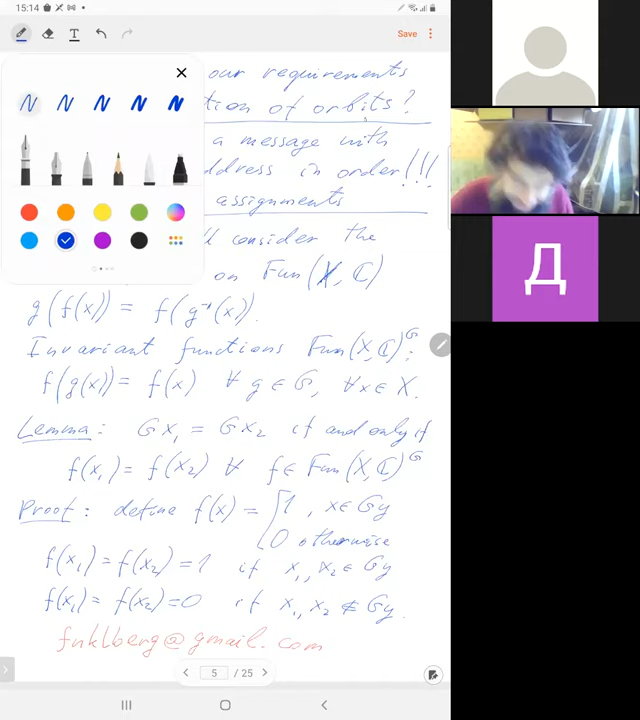 15:14
Save
our requirements
tion of orbits?
a message with
ddress in order!!!
assignments
ll consider the
on Fun(X, ℂ)
g(f(x)) = f(g⁻¹(x)).
Invariant functions Fun(X, ℂ)ᴳ:
f(g(x)) = f(x) ∀ g ∈ G, ∀x ∈ X.
Lemma: Gx₁ = Gx₂ if and only if
f(x₁) = f(x₂) ∀ f ∈ Fun(X, ℂ)ᴳ
Proof: define f(x) = { 1, x ∈ Gy
0 otherwise
f(x₁) = f(x₂) = 1 if x₁, x₂ ∈ Gy
f(x₁) = f(x₂) = 0 if x₁, x₂ ∉ Gy.
fnklberg@gmail.com
5 / 25
Д